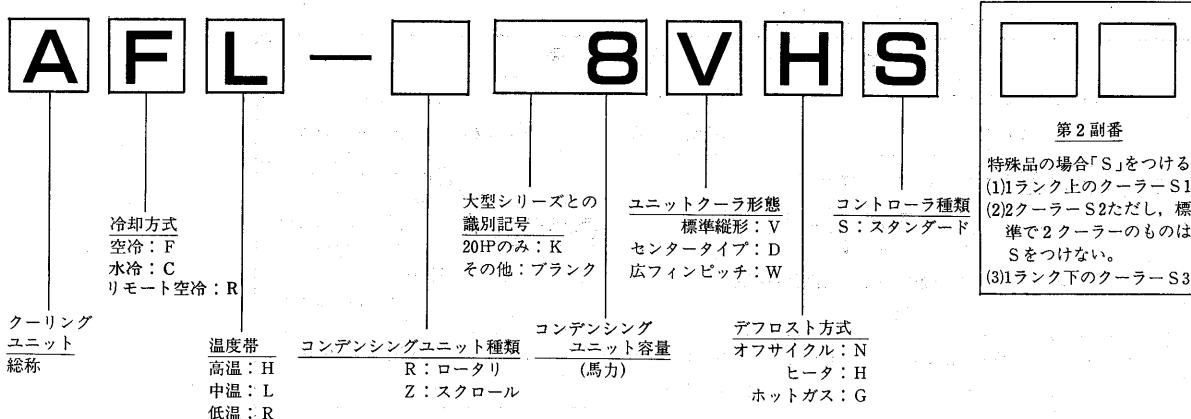 AFL－ 8VHS
第２副番
特殊品の場合「Ｓ」をつける
(1)1ランク上のクーラーS1
(2)2クーラーS2ただし，標
準で２クーラーのものは
Ｓをつけない。
(3)1ランク下のクーラーS3
大型シリーズとの
識別記号
20HPのみ：K
その他：ブランク
ユニットクーラ形態
標準縦形：V
センタータイプ：D
広フィンピッチ：W
コントローラ種類
S：スタンダード
冷却方式
空冷：F
水冷：C
リモート空冷：R
クーリング
ユニット
総称
温度帯
高温：H
中温：L
低温：R
コンデンシングユニット種類
R：ロータリ
Z：スクロール
コンデンシング
ユニット容量
(馬力)
デフロスト方式
オフサイクル：N
ヒータ：H
ホットガス：G